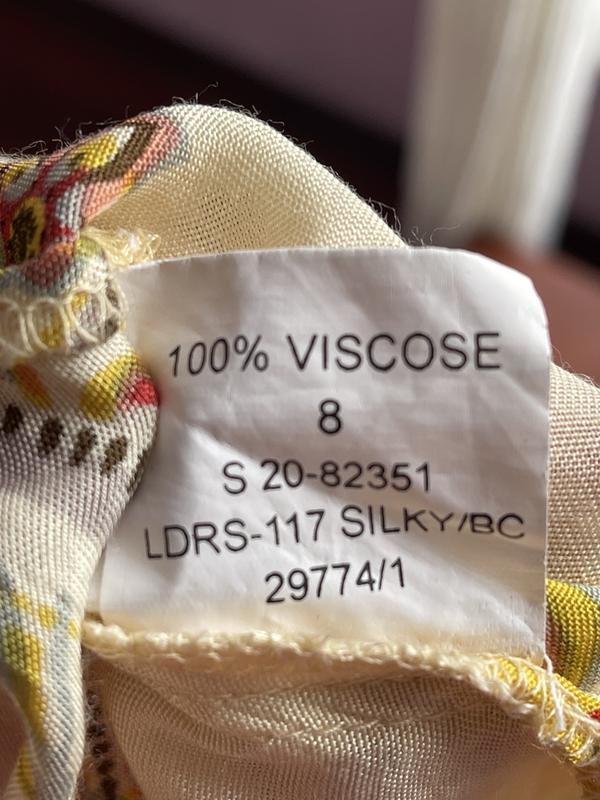 100% VISCOSE
8
S 20-82351
LDRS-117 SILKY/BC
29774/1